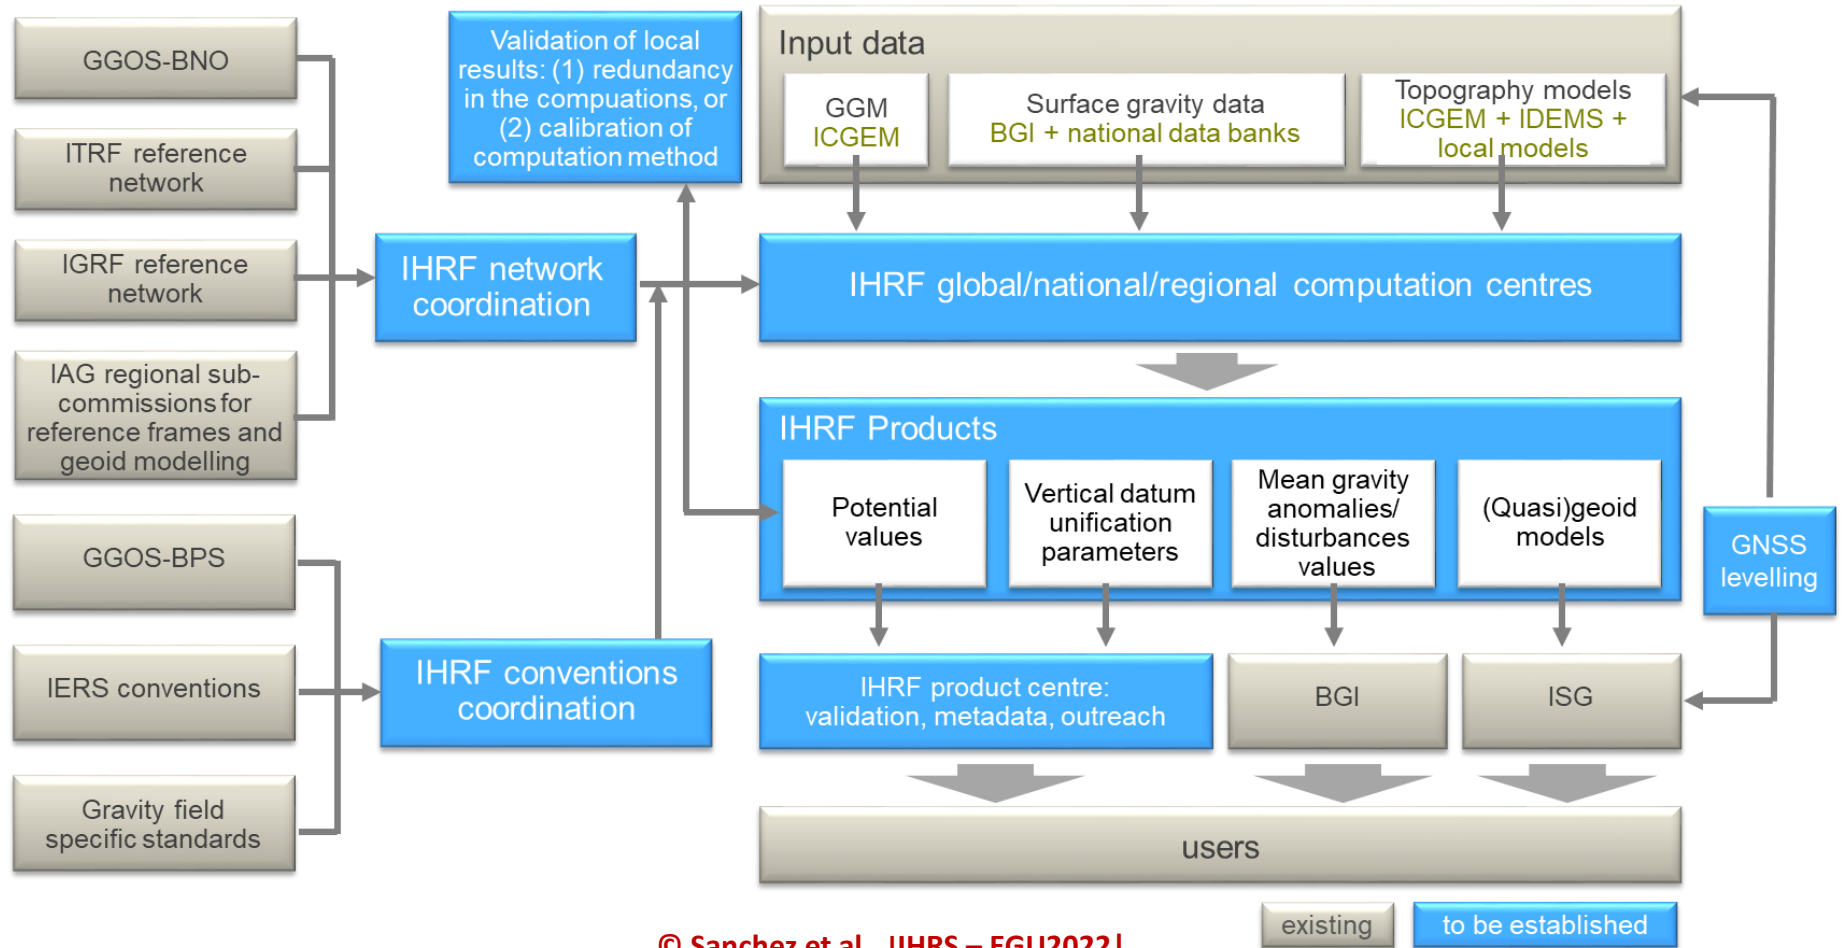 GGOS-BNO
ITRF reference
network
IGRF reference
network
IAG regional sub-
commissions for
reference frames and
geoid modelling
GGOS-BPS
IERS conventions
Gravity field
specific standards
IHRF network
coordination
IHRF conventions
coordination
Validation of local
results: (1) redundancy
in the compuations, or
(2) calibration of
computation method
Input data
GGM
ICGEM
Surface gravity data
BGI + national data banks
Topography models
ICGEM + IDEMS +
local models
IHRF global/national/regional computation centres
IHRF Products
Potential
values
Vertical datum
unification
parameters
Mean gravity
anomalies/
disturbances
values
(Quasi)geoid
models
GNSS
levelling
IHRF product centre:
validation, metadata, outreach
BGI
ISG
users
existing
to be established
© Sanchez et al. IHRS – EGU2022